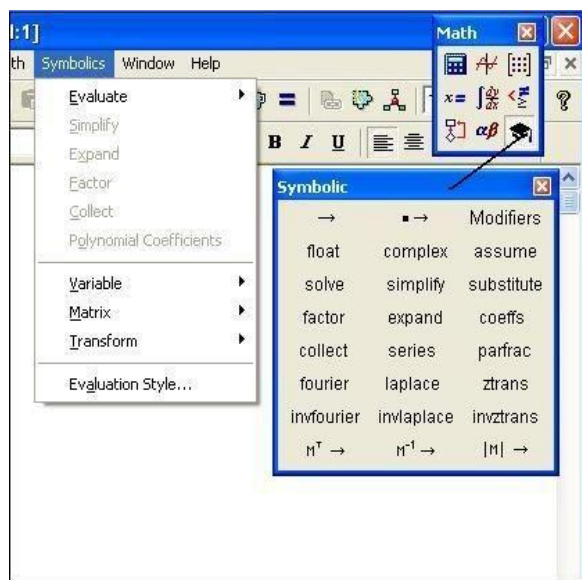 :1]
th Symbolics Window Help
Evaluate
Simplify
Expand
Factor
Collect
Polynomial Coefficients
Variable
Matrix
Transform
Evaluation Style...
B I U
Math
x=
αβ
Symbolic
→ ■ → Modifiers
float complex assume
solve simplify substitute
factor expand coeffs
collect series parfrac
fourier laplace ztrans
invfourier invlaplace invztrans
Mᵀ → M⁻¹ → |M| →